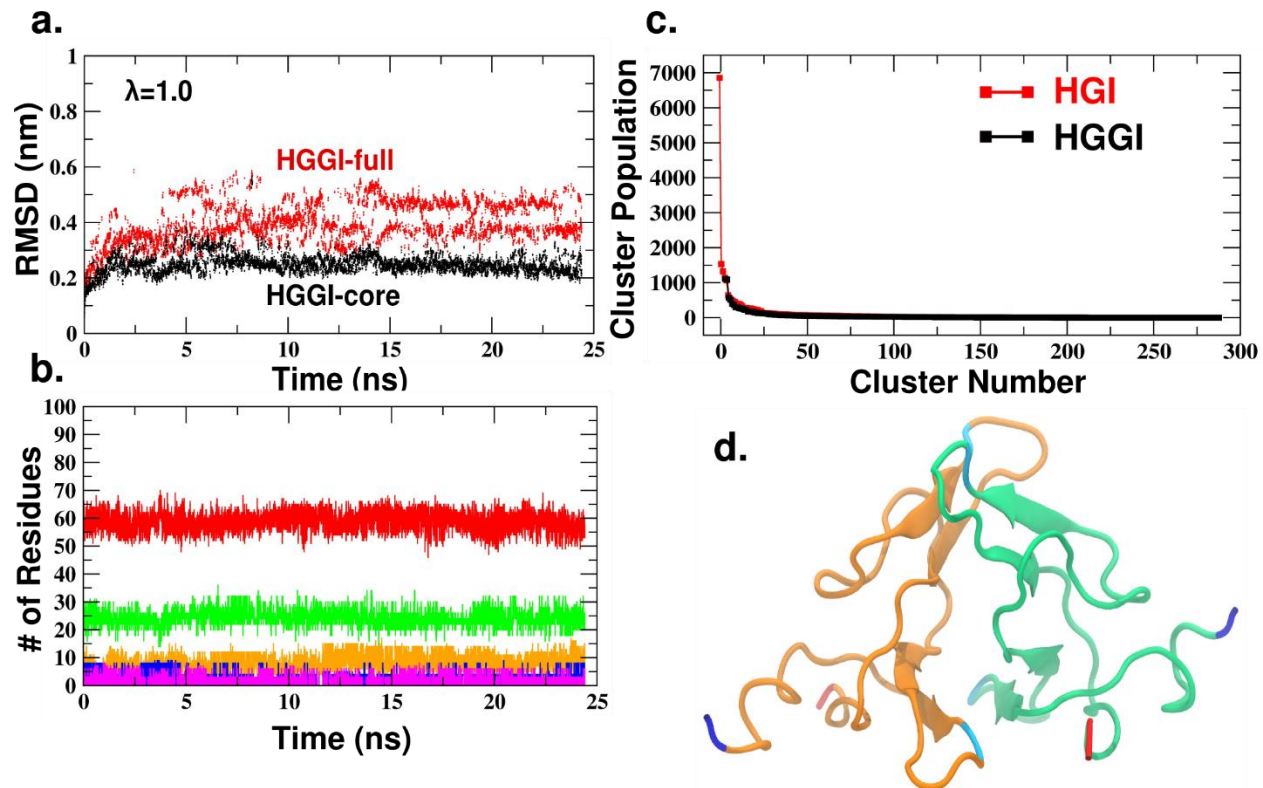 a.
RMSD (nm)
1
0.8
0.6
0.4
0.2
0
λ=1.0
HGGI-full
HGGI-core
0 5 10 15 20 25
Time (ns)
b.
# of Residues
100
90
80
70
60
50
40
30
20
10
0
0 5 10 15 20 25
Time (ns)
c.
Cluster Population
7000
6000
5000
4000
3000
2000
1000
0
HGI
HGGI
0 50 100 150 200 250 300
Cluster Number
d.